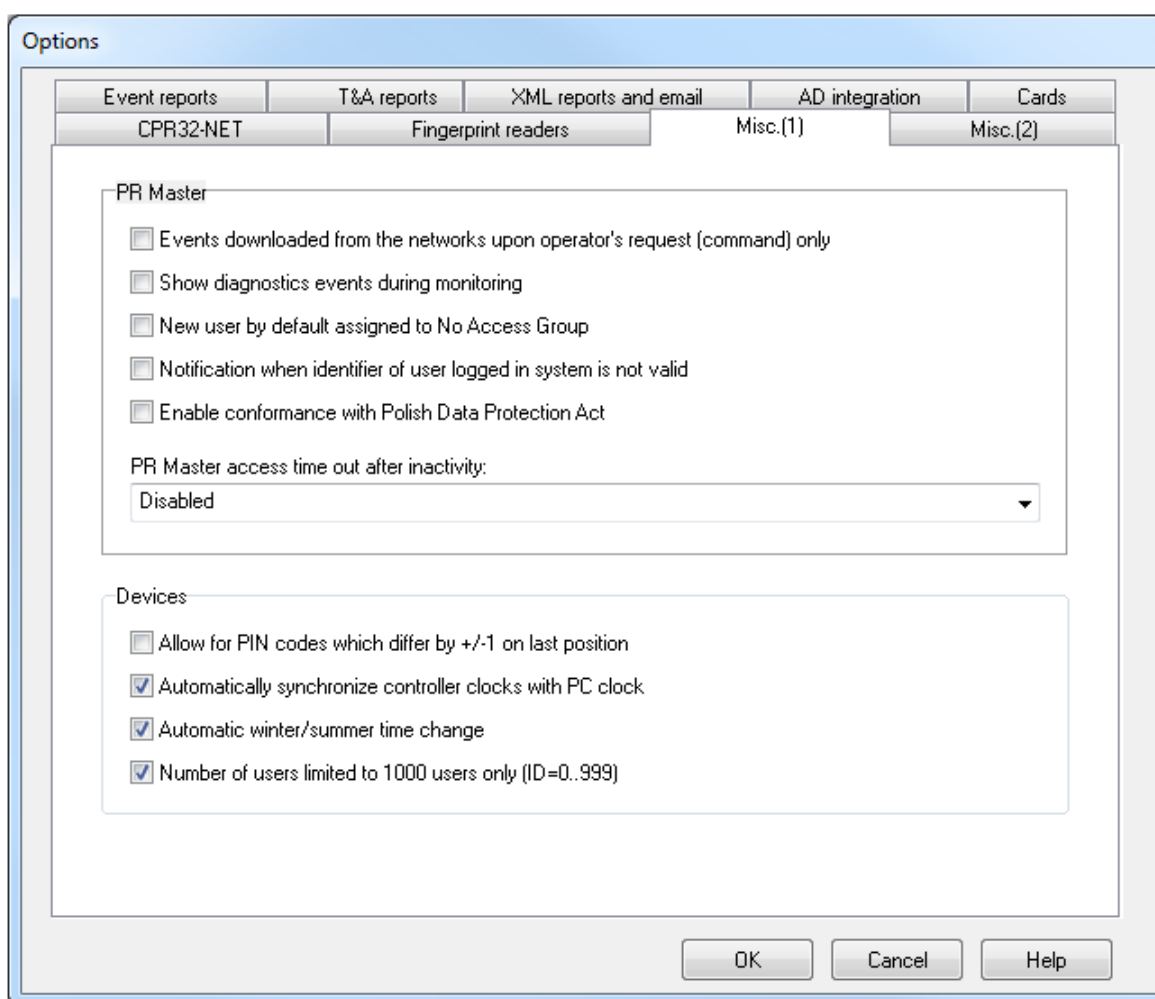 Options
Event reports
T&A reports
XML reports and email
AD integration
Cards
CPR32-NET
Fingerprint readers
Misc.(1)
Misc.(2)
PR Master
Events downloaded from the networks upon operator's request (command) only
Show diagnostics events during monitoring
New user by default assigned to No Access Group
Notification when identifier of user logged in system is not valid
Enable conformance with Polish Data Protection Act
PR Master access time out after inactivity:
Disabled
Devices
Allow for PIN codes which differ by +/-1 on last position
Automatically synchronize controller clocks with PC clock
Automatic winter/summer time change
Number of users limited to 1000 users only (ID=0..999)
OK
Cancel
Help